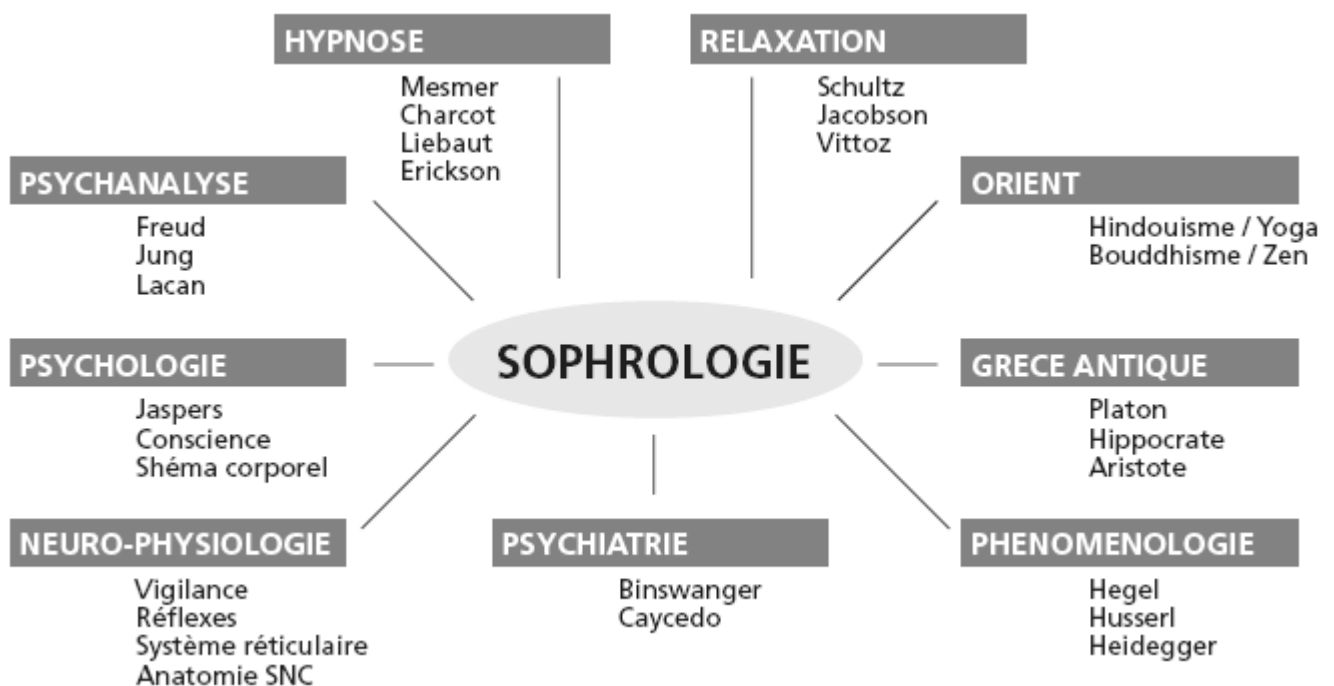 HYPNOSE
Mesmer
Charcot
Liebaut
Erickson
RELAXATION
Schultz
Jacobson
Vittoz
PSYCHANALYSE
Freud
Jung
Lacan
ORIENT
Hindouisme / Yoga
Bouddhisme / Zen
SOPHROLOGIE
PSYCHOLOGIE
Jaspers
Conscience
Shéma corporel
GRECE ANTIQUE
Platon
Hippocrate
Aristote
NEURO-PHYSIOLOGIE
Vigilance
Réflexes
Système réticulaire
Anatomie SNC
PSYCHIATRIE
Binswanger
Caycedo
PHENOMENOLOGIE
Hegel
Husserl
Heidegger